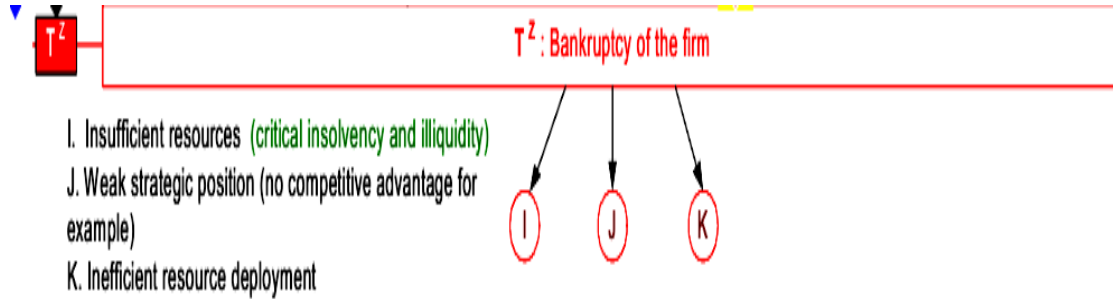 T Z
T Z : Bankruptcy of the firm
I. Insufficient resources (critical insolvency and illiquidity)
J. Weak strategic position (no competitive advantage for
example)
K. Inefficient resource deployment
I J K